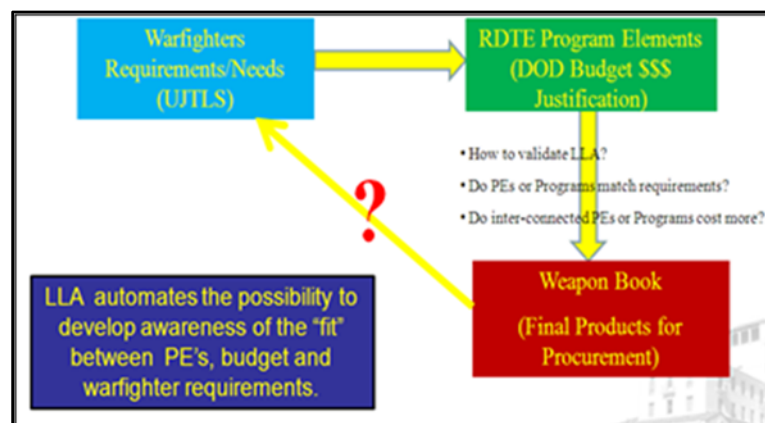 Warfighters
Requirements/Needs
(UJTLS)
RDTE Program Elements
(DOD Budget $$$
Justification)
• How to validate LLA?
• Do PEs or Programs match requirements?
• Do inter-connected PEs or Programs cost more?
?
Weapon Book
(Final Products for
Procurement)
LLA automates the possibility to
develop awareness of the “fit”
between PE’s, budget and
warfighter requirements.